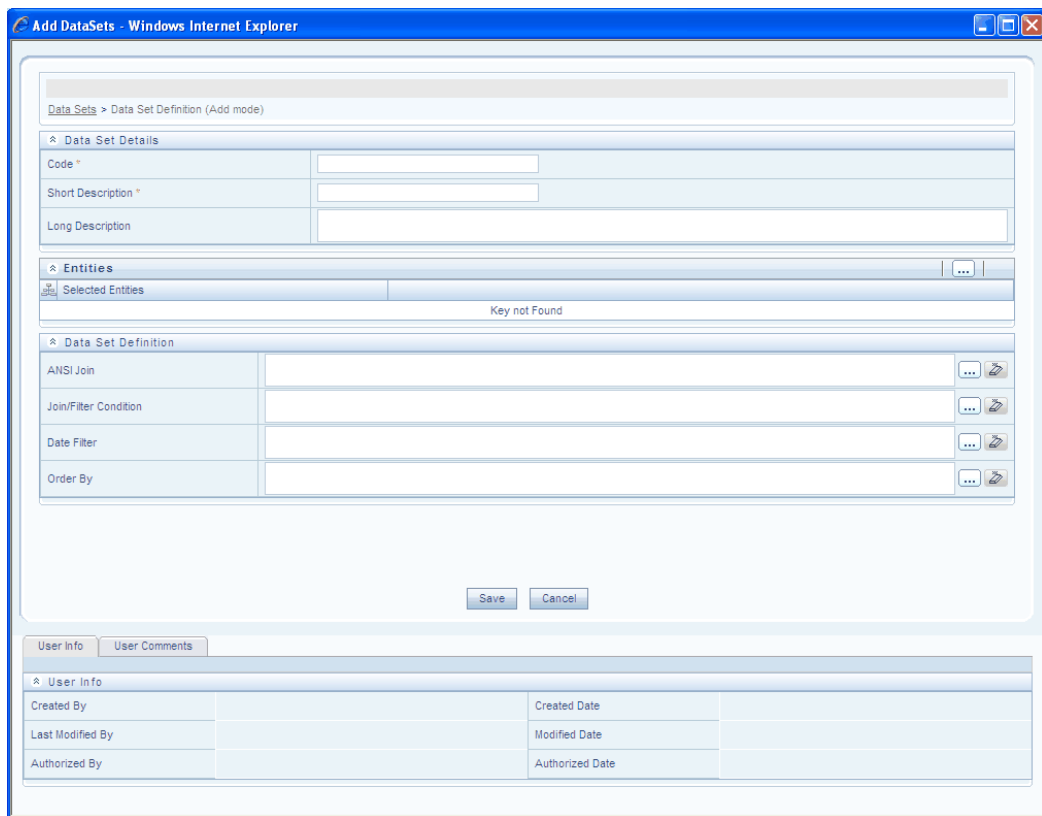 Add DataSets - Windows Internet Explorer
Data Sets > Data Set Definition (Add mode)
Data Set Details
Code *
Short Description *
Long Description
Entities
...
Selected Entities
Key not Found
Data Set Definition
ANSI Join
...
Join/Filter Condition
...
Date Filter
...
Order By
...
Save Cancel
User Info User Comments
User Info
Created By Created Date
Last Modified By Modified Date
Authorized By Authorized Date